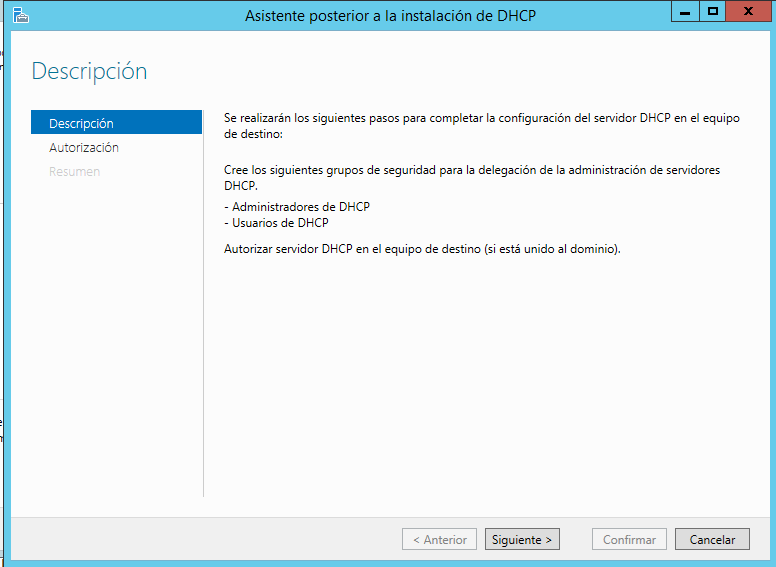 Asistente posterior a la instalación de DHCP
Descripción
Descripción
Autorización
Resumen
Se realizarán los siguientes pasos para completar la configuración del servidor DHCP en el equipo
de destino:
Cree los siguientes grupos de seguridad para la delegación de la administración de servidores
DHCP.
- Administradores de DHCP
- Usuarios de DHCP
Autorizar servidor DHCP en el equipo de destino (si está unido al dominio).
< Anterior
Siguiente >
Confirmar
Cancelar